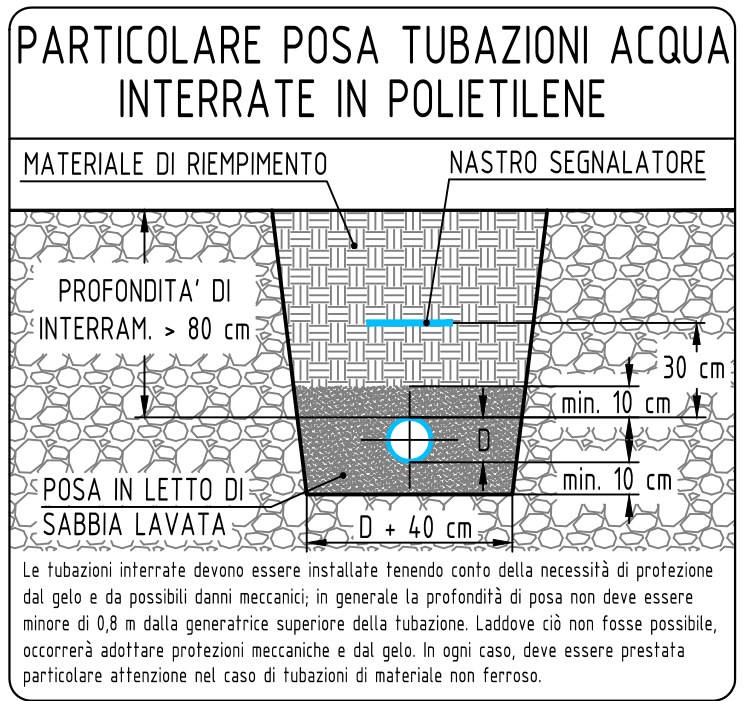 PARTICOLARE POSA TUBAZIONI ACQUA
INTERRATE IN POLIETILENE
MATERIALE DI RIEMPIMENTO
NASTRO SEGNALATORE
PROFONDITA' DI
INTERRAM. > 80 cm
30 cm
min. 10 cm
D
min. 10 cm
POSA IN LETTO DI
SABBIA LAVATA
D + 40 cm
Le tubazioni interrate devono essere installate tenendo conto della necessità di protezione
dal gelo e da possibili danni meccanici; in generale la profondità di posa non deve essere
minore di 0,8 m dalla generatrice superiore della tubazione. Laddove ciò non fosse possibile,
occorrerà adottare protezioni meccaniche e dal gelo. In ogni caso, deve essere prestata
particolare attenzione nel caso di tubazioni di materiale non ferroso.